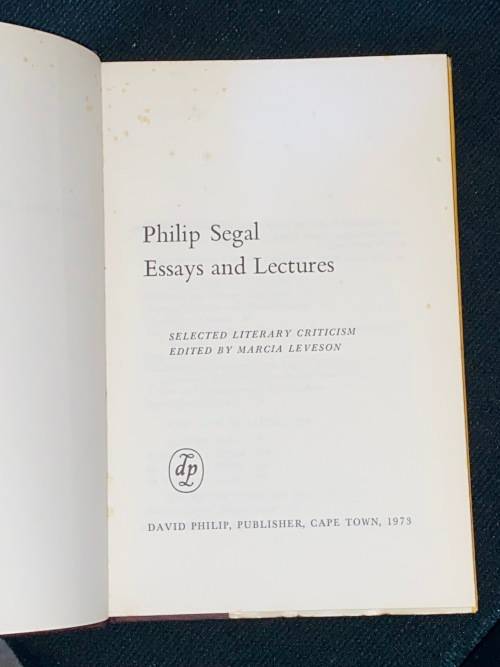 Philip Segal
Essays and Lectures
SELECTED LITERARY CRITICISM
EDITED BY MARCIA LEVESON
dp
DAVID PHILIP, PUBLISHER, CAPE TOWN, 1973